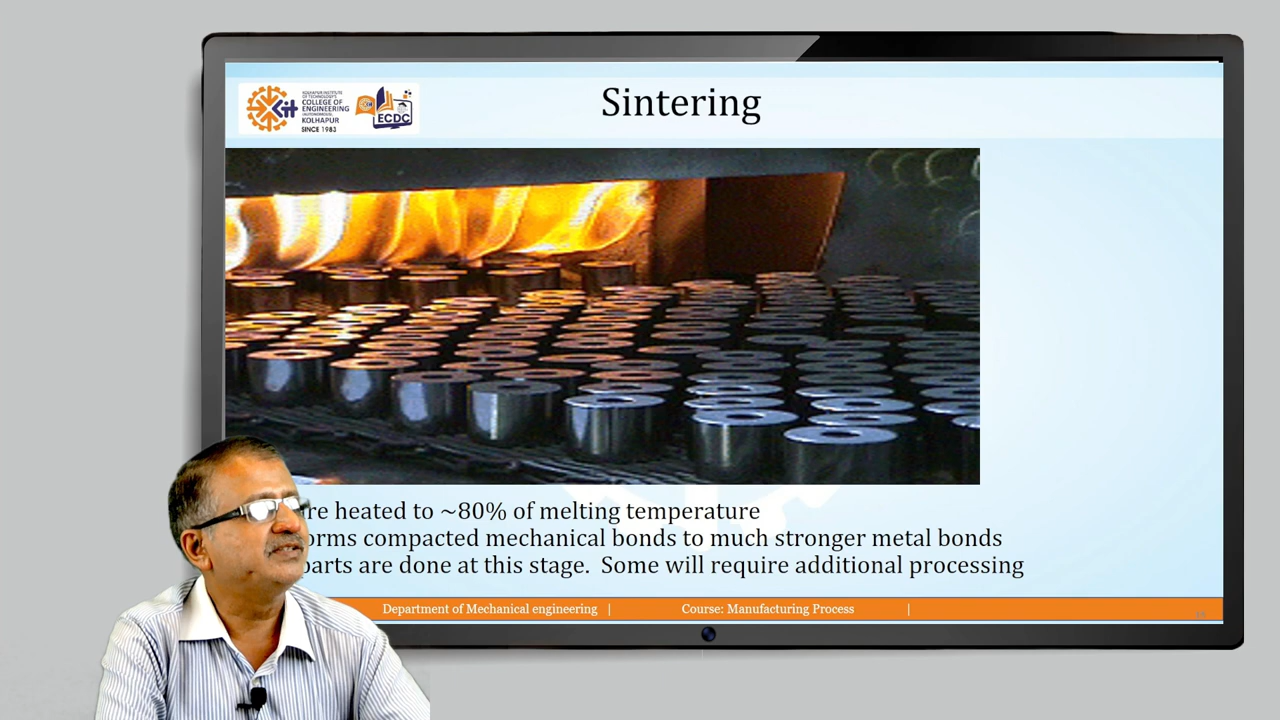 KOLHAPUR INSTITUTE
OF TECHNOLOGY'S
COLLEGE OF
ENGINEERING
(AUTONOMOUS),
KOLHAPUR
SINCE 1983
ECDC
Sintering
re heated to ~80% of melting temperature
orms compacted mechanical bonds to much stronger metal bonds
parts are done at this stage. Some will require additional processing
Department of Mechanical engineering | Course: Manufacturing Process |